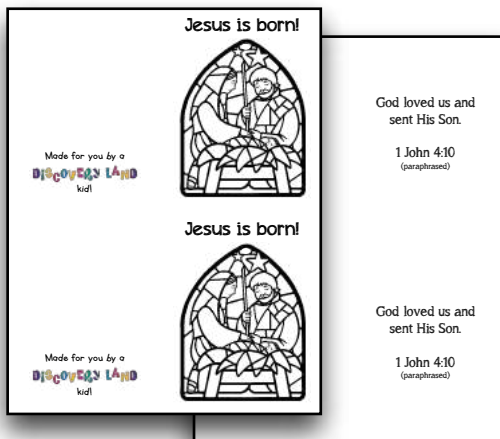 Jesus is born!
Made for you by a
DISCOVERY LAND
kid!
Jesus is born!
Made for you by a
DISCOVERY LAND
kid!
God loved us and
sent His Son.
1 John 4:10
(paraphrased)
God loved us and
sent His Son.
1 John 4:10
(paraphrased)